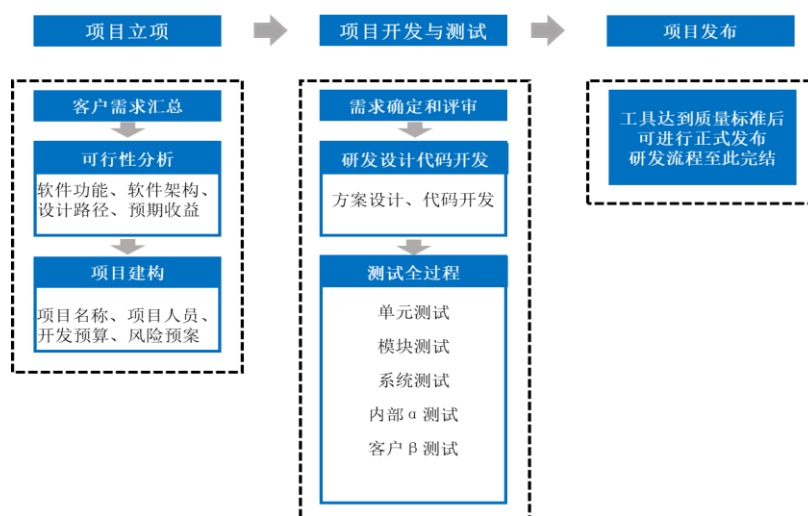 项目立项
项目开发与测试
项目发布
客户需求汇总
可行性分析
软件功能、软件架构、
设计路径、预期收益
项目建构
项目名称、项目人员、
开发预算、风险预案
需求确定和评审
研发设计代码开发
方案设计、代码开发
测试全过程
单元测试
模块测试
系统测试
内部α测试
客户β测试
工具达到质量标准后
可进行正式发布
研发流程至此完结